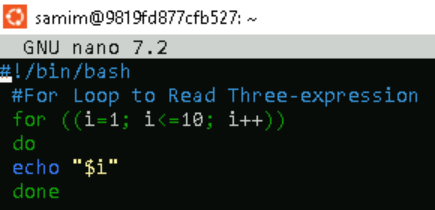 samim@9819fd877cfb527: ~
GNU nano 7.2
#!/bin/bash
#For Loop to Read Three-expression
for ((i=1; i<=10; i++))
do
echo "$i"
done